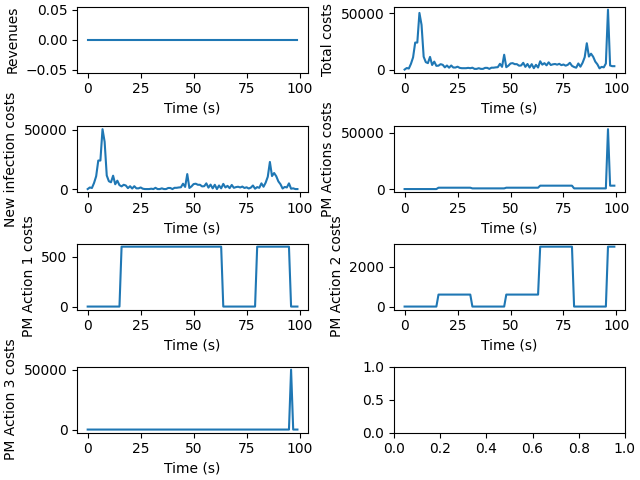 Revenues
0.05
0.00
−0.05
0 25 50 75 100
Time (s)
Total costs
50000
0
0 25 50 75 100
Time (s)
New infection costs
50000
0
0 25 50 75 100
Time (s)
PM Actions costs
50000
0
0 25 50 75 100
Time (s)
PM Action 1 costs
500
0
0 25 50 75 100
Time (s)
PM Action 2 costs
2000
0
0 25 50 75 100
Time (s)
PM Action 3 costs
50000
0
0 25 50 75 100
Time (s)
1.0
0.5
0.0
0.0 0.2 0.4 0.6 0.8 1.0